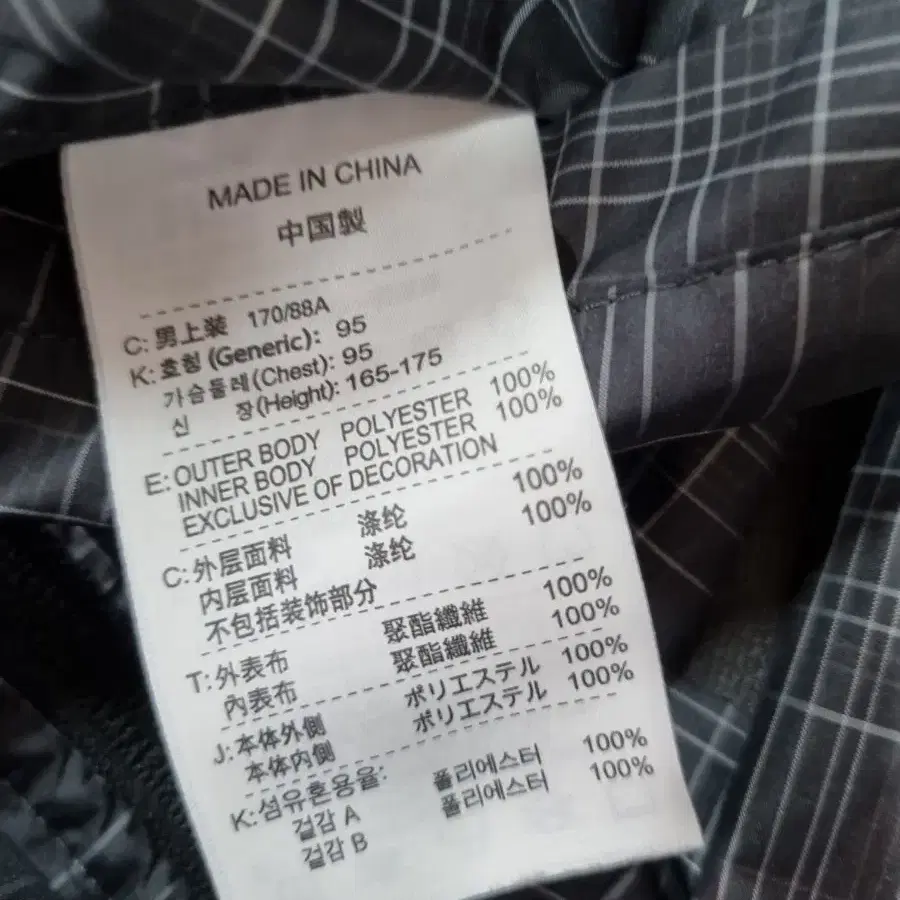 MADE IN CHINA
中国製
C: 男上装 170/88A
K: 호칭 (Generic): 95
가슴둘레(Chest): 95
신 장(Height): 165-175
E: OUTER BODY POLYESTER 100%
INNER BODY POLYESTER 100%
EXCLUSIVE OF DECORATION
C: 外层面料 涤纶 100%
内层面料 涤纶 100%
不包括装饰部分
T: 外表布 聚酯纖維 100%
內表布 聚酯纖維 100%
J: 本体外側 ポリエステル 100%
本体内側 ポリエステル 100%
K: 섬유혼용율:
겉감 A 폴리에스터 100%
겉감 B 폴리에스터 100%